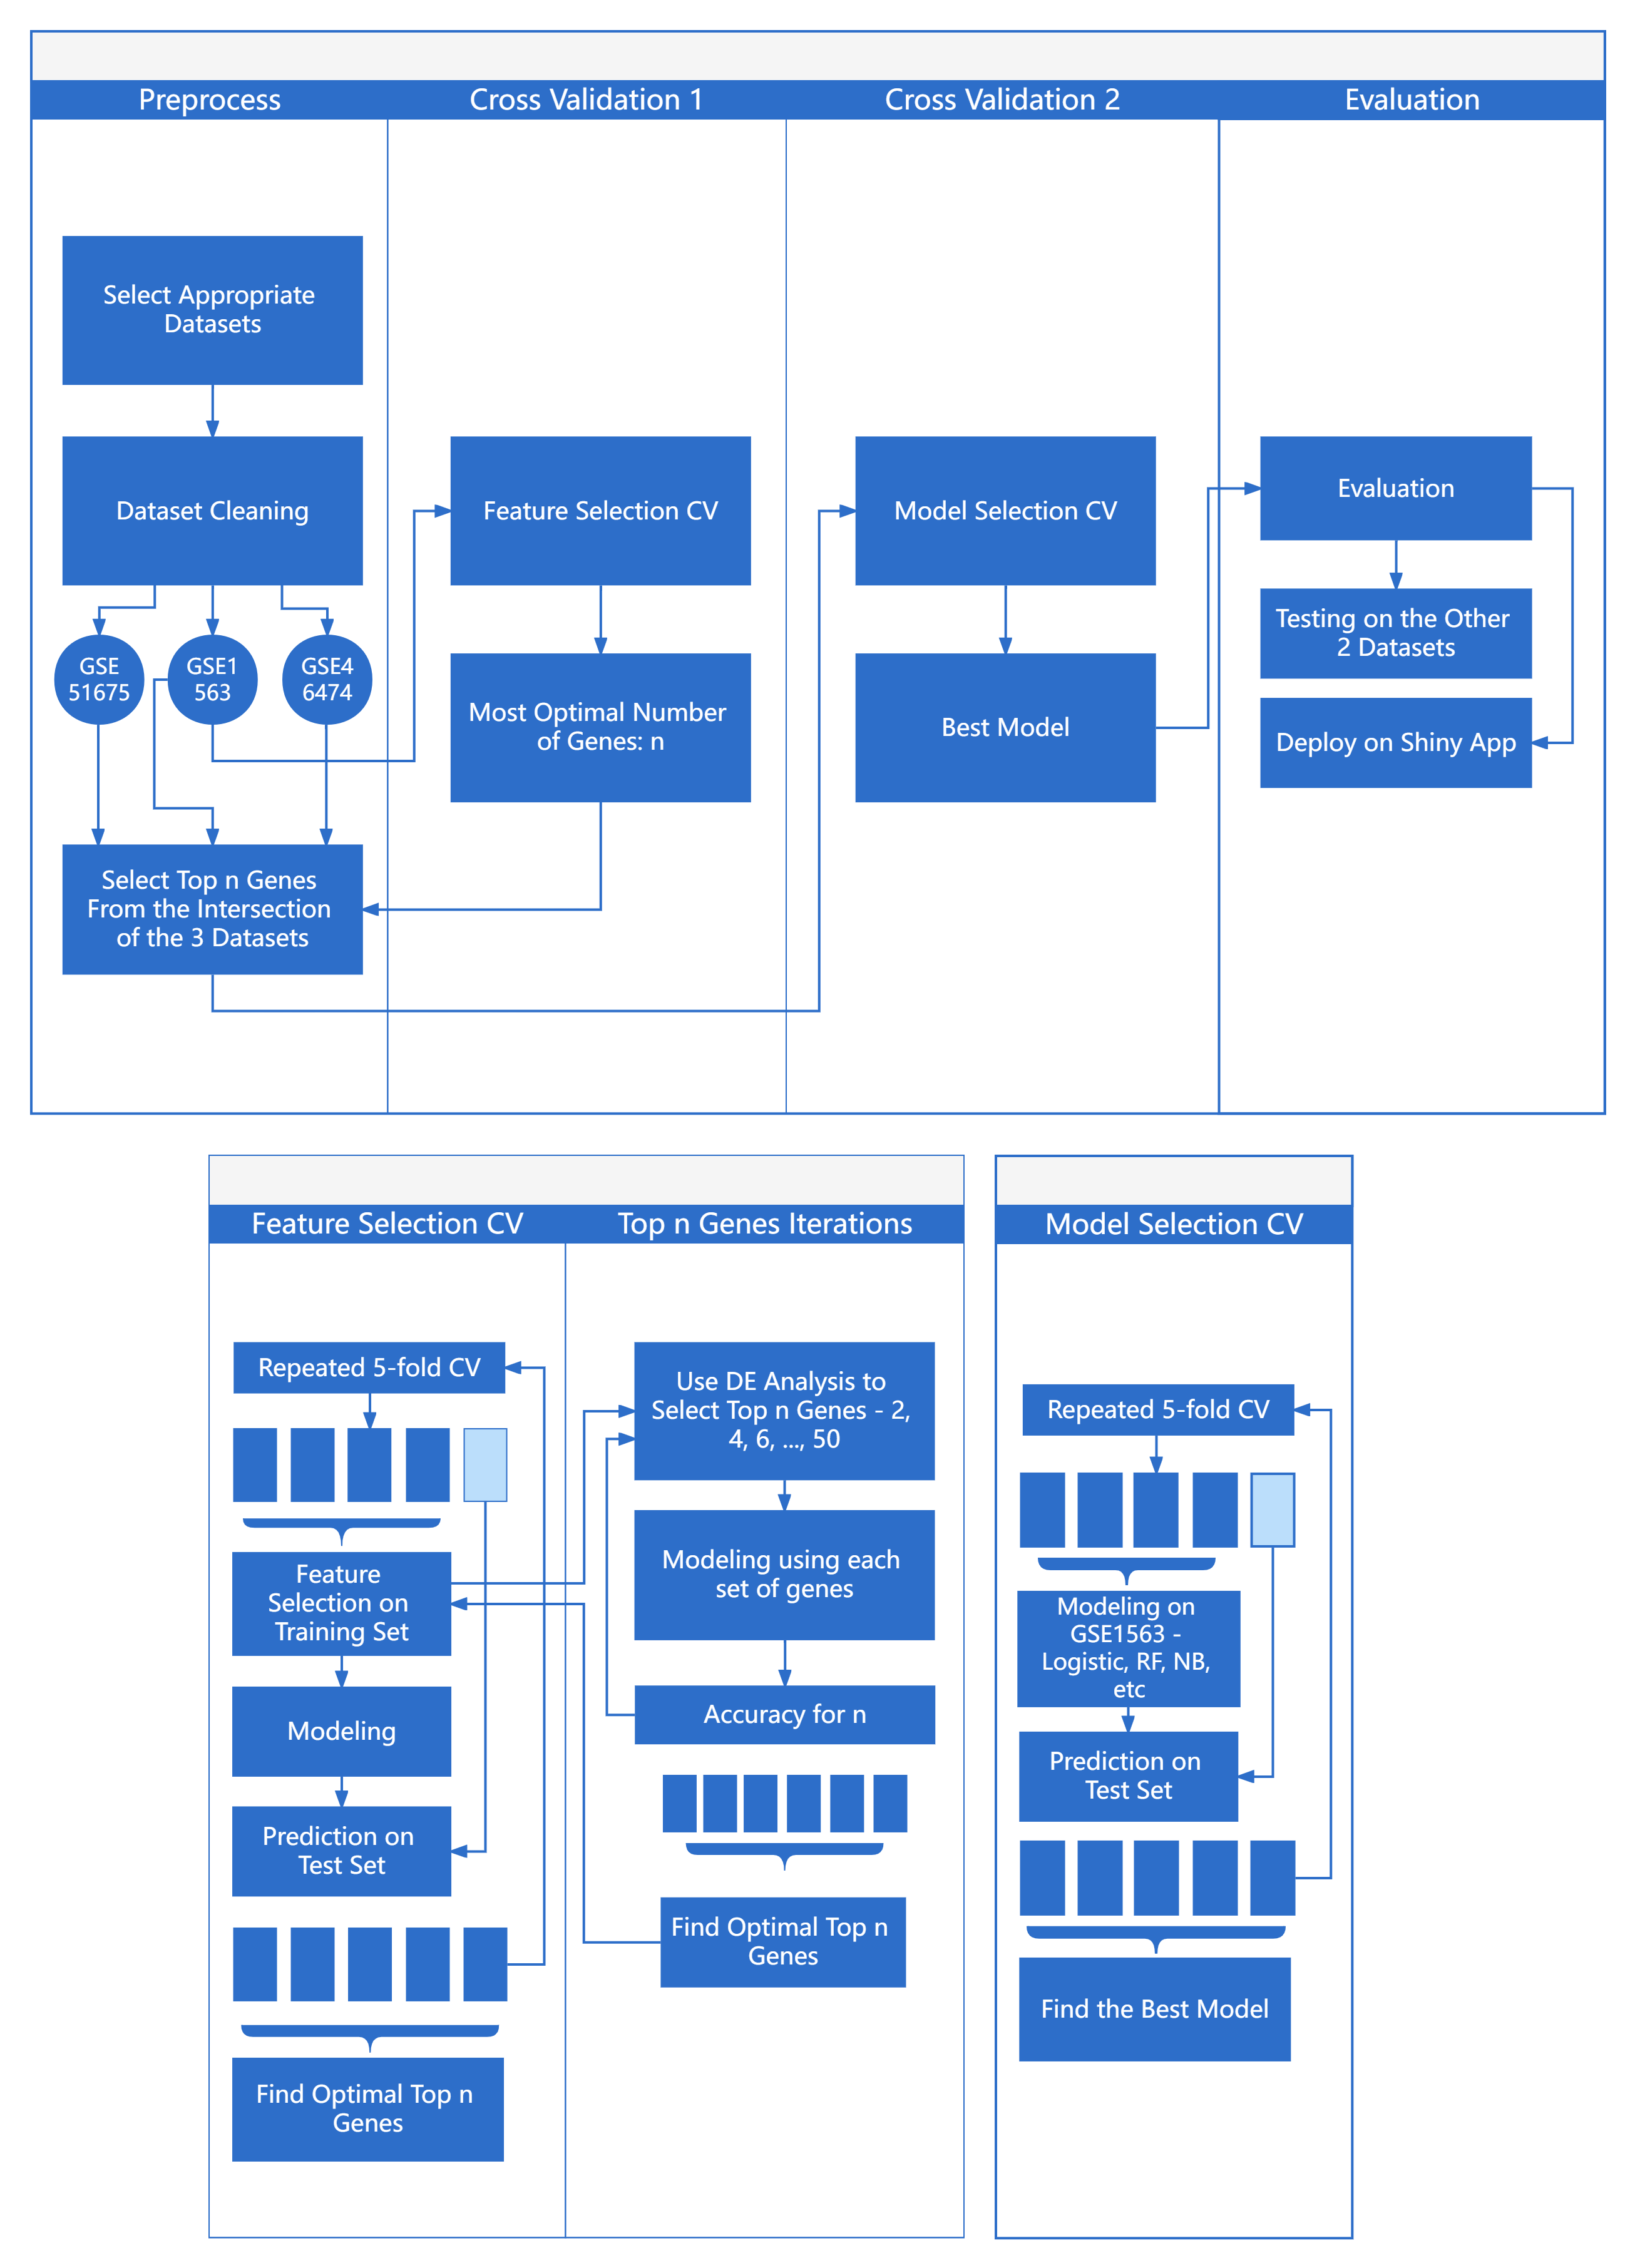 Preprocess
Cross Validation 1
Cross Validation 2
Evaluation
Select Appropriate
Datasets
Dataset Cleaning
GSE
51675
GSE1
563
GSE4
6474
Select Top n Genes
From the Intersection
of the 3 Datasets
Feature Selection CV
Most Optimal Number
of Genes: n
Model Selection CV
Best Model
Evaluation
Testing on the Other
2 Datasets
Deploy on Shiny App
Feature Selection CV
Top n Genes Iterations
Repeated 5-fold CV
Feature
Selection on
Training Set
Modeling
Prediction on
Test Set
Find Optimal Top n
Genes
Use DE Analysis to
Select Top n Genes - 2,
4, 6, ..., 50
Modeling using each
set of genes
Accuracy for n
Find Optimal Top n
Genes
Model Selection CV
Repeated 5-fold CV
Modeling on
GSE1563 -
Logistic, RF, NB,
etc
Prediction on
Test Set
Find the Best Model